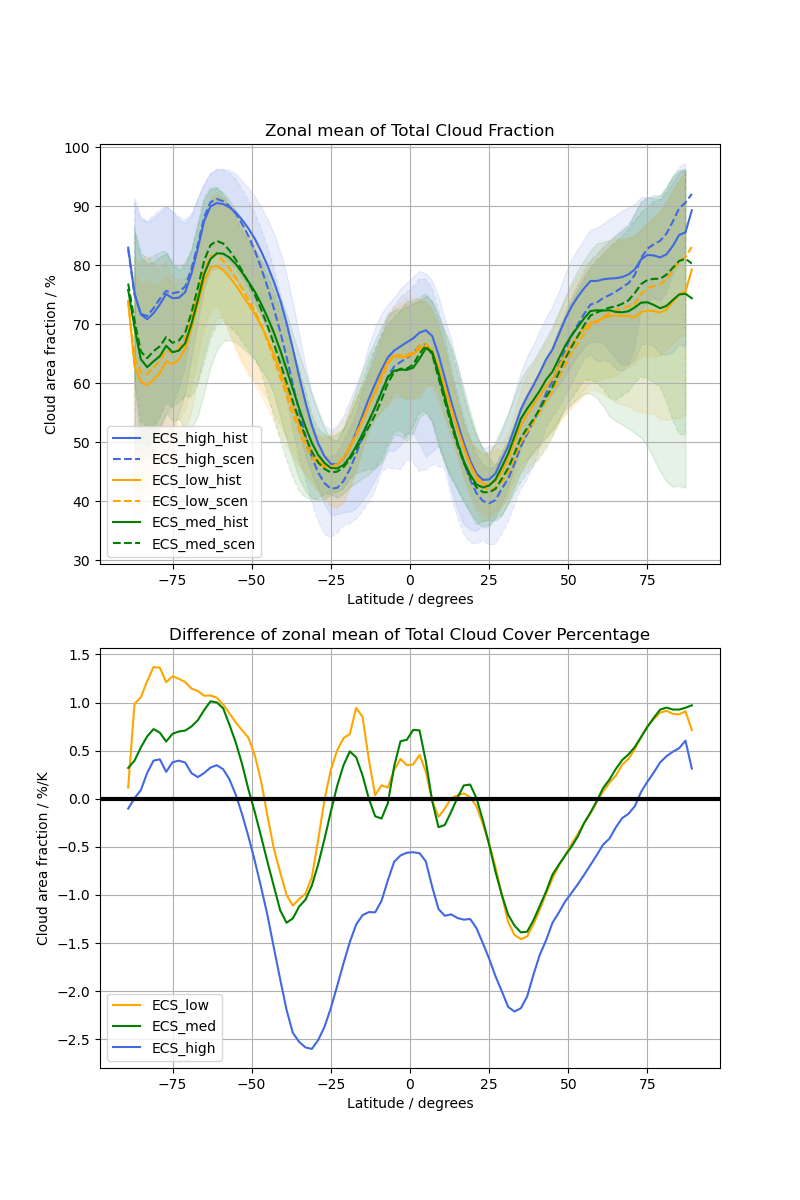 Zonal mean of Total Cloud Fraction
100
90
80
70
60
50
40
30
Cloud area fraction / %
ECS_high_hist
ECS_high_scen
ECS_low_hist
ECS_low_scen
ECS_med_hist
ECS_med_scen
−75 −50 −25 0 25 50 75
Latitude / degrees
Difference of zonal mean of Total Cloud Cover Percentage
1.5
1.0
0.5
0.0
−0.5
−1.0
−1.5
−2.0
−2.5
Cloud area fraction / %/K
ECS_low
ECS_med
ECS_high
−75 −50 −25 0 25 50 75
Latitude / degrees